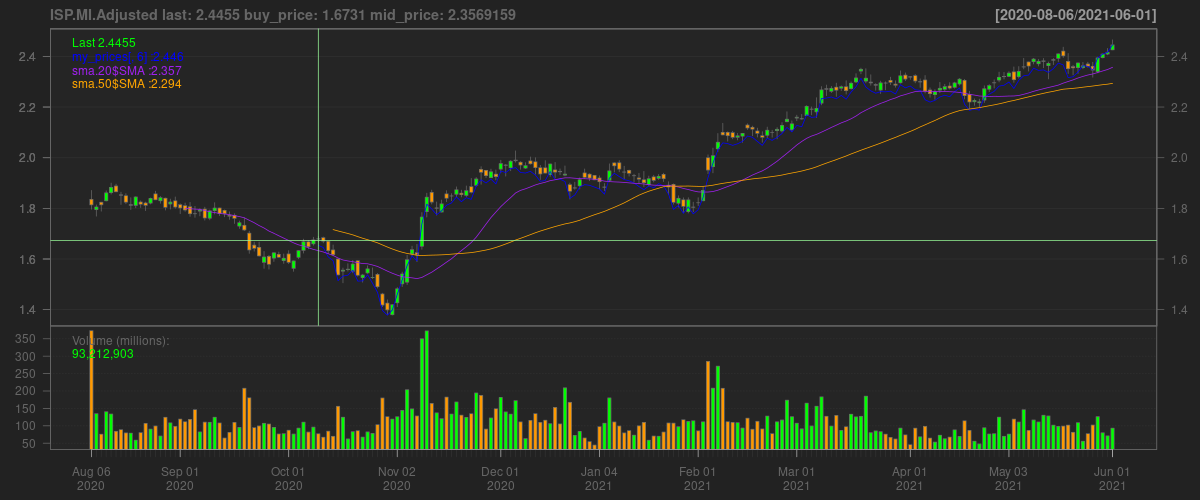 ISP.MI.Adjusted last: 2.4455 buy_price: 1.6731 mid_price: 2.3569159 [2020-08-06/2021-06-01]
Last 2.4455
sma.20$SMA :2.357
sma.50$SMA :2.294
2.4 2.4
2.2 2.2
2.0 2.0
1.8 1.8
1.6 1.6
1.4 1.4
Volume (millions):
93,212,903
350
300
250
200
150
100
50
Aug 06 Sep 01 Oct 01 Nov 02 Dec 01 Jan 04 Feb 01 Mar 01 Apr 01 May 03 Jun 01
2020 2020 2020 2020 2020 2021 2021 2021 2021 2021 2021